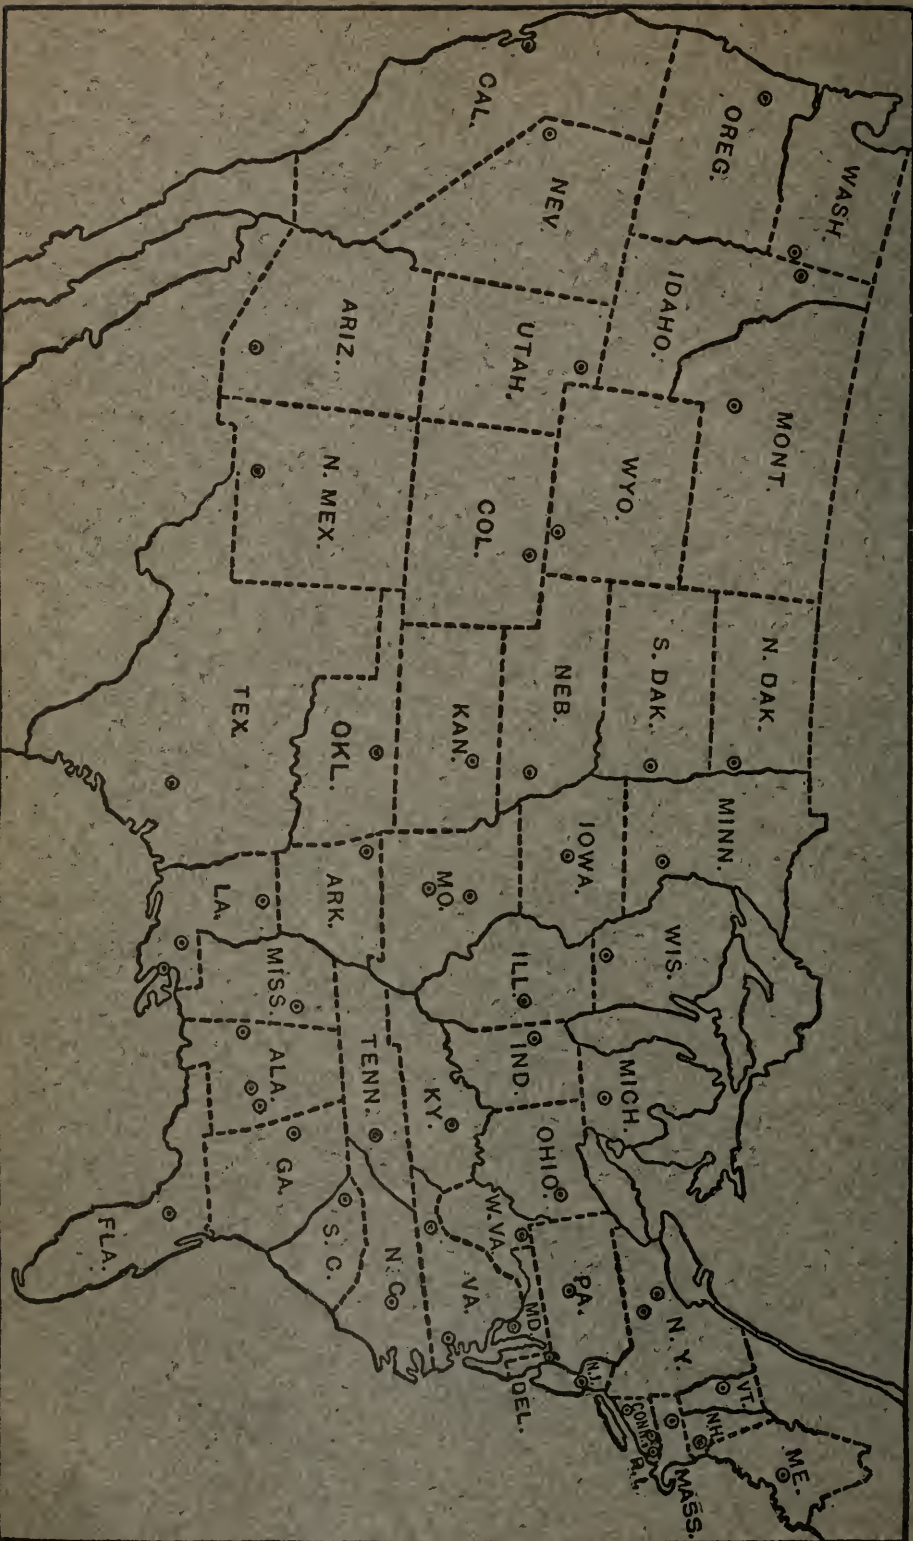 WASH.
OREG.
CAL.
NEV.
IDAHO.
MONT.
WYO.
UTAH.
ARIZ.
N. MEX.
COL.
N. DAK.
S. DAK.
NEB.
KAN.
OKL.
TEX.
MINN.
IOWA.
MO.
ARK.
LA.
WIS.
ILL.
MICH.
IND.
OHIO.
KY.
TENN.
MISS.
ALA.
GA.
FLA.
S. C.
N. C.
VA.
W. VA.
MD.
DEL.
PA.
N. J.
N. Y.
CONN.
R. I.
MASS.
VT.
N.H.
ME.